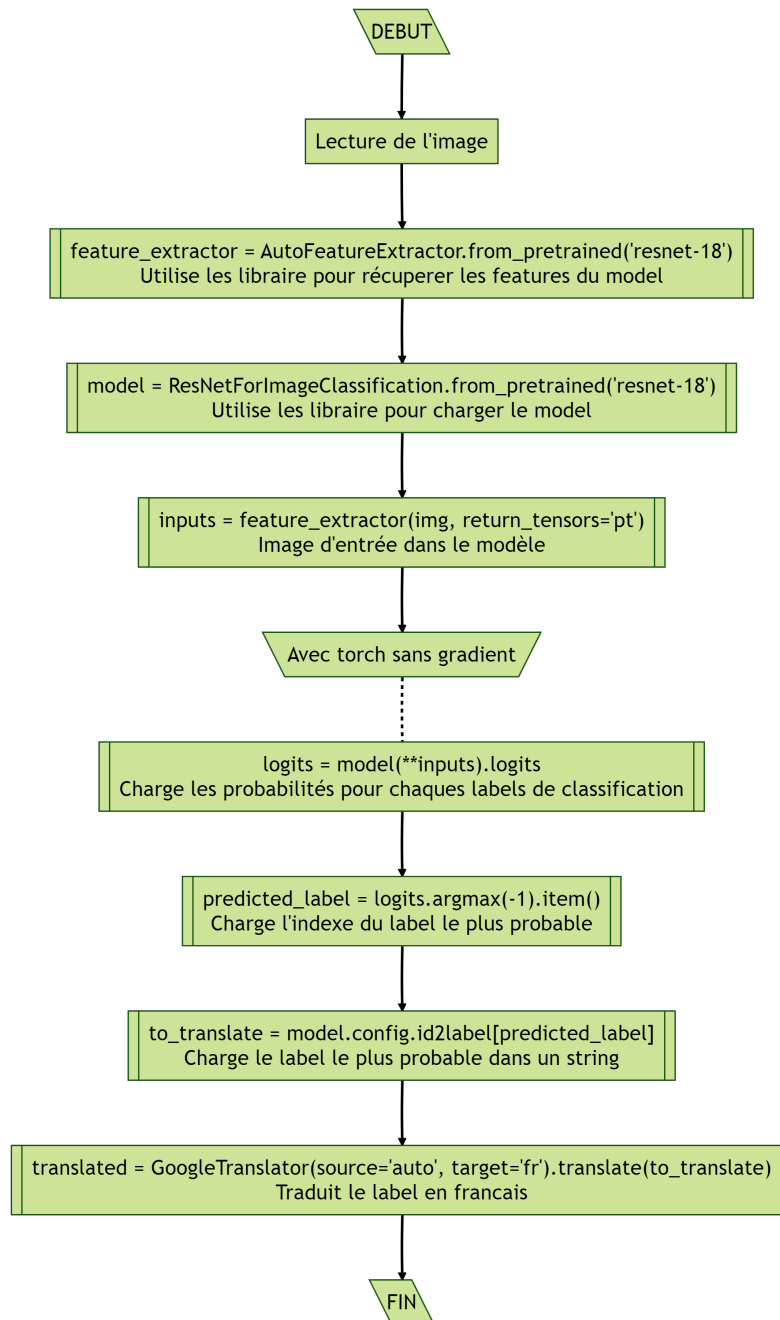 DEBUT
Lecture de l'image
feature_extractor = AutoFeatureExtractor.from_pretrained('resnet-18')
Utilise les libraire pour récuperer les features du model
model = ResNetForImageClassification.from_pretrained('resnet-18')
Utilise les libraire pour charger le model
inputs = feature_extractor(img, return_tensors='pt')
Image d'entrée dans le modèle
Avec torch sans gradient
logits = model(**inputs).logits
Charge les probabilités pour chaques labels de classification
predicted_label = logits.argmax(-1).item()
Charge l'indexe du label le plus probable
to_translate = model.config.id2label[predicted_label]
Charge le label le plus probable dans un string
translated = GoogleTranslator(source='auto', target='fr').translate(to_translate)
Traduit le label en francais
FIN